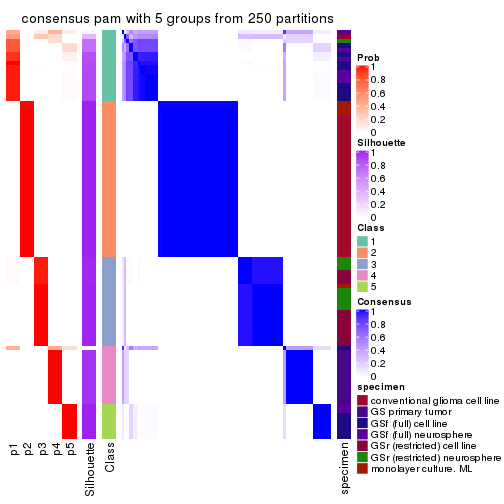 consensus pam with 5 groups from 250 partitions
Prob
1
0.8
0.6
0.4
0.2
0
Silhouette
1
0.8
0.6
0.4
0.2
0
Class
1
2
3
4
5
Consensus
1
0.8
0.6
0.4
0.2
0
specimen
conventional glioma cell line
GS primary tumor
GSf (full) cell line
GSf (full) neurosphere
GSr (restricted) cell line
GSr (restricted) neurosphere
monolayer culture. ML
p1
p2
p3
p4
p5
Silhouette
Class
specimen